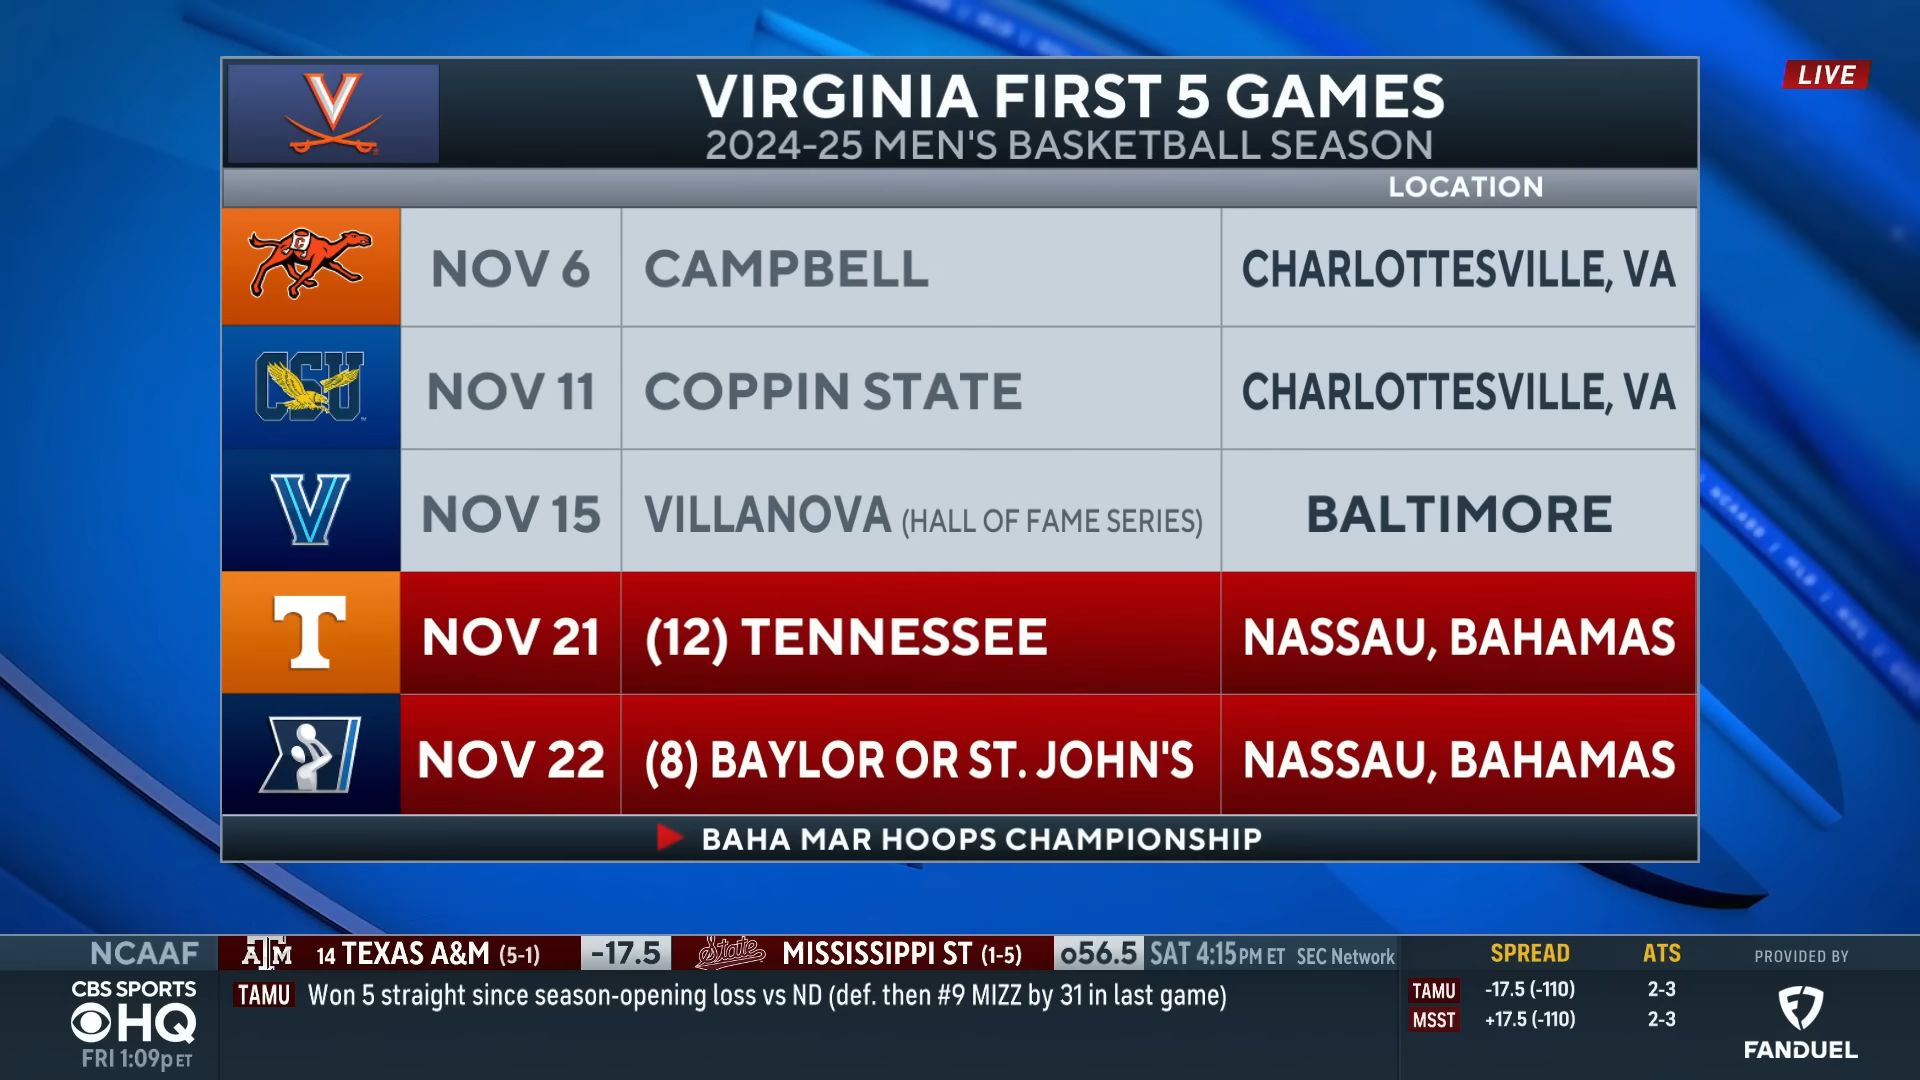 VIRGINIA FIRST 5 GAMES
2024-25 MEN'S BASKETBALL SEASON
LIVE
LOCATION
NOV 6 CAMPBELL CHARLOTTESVILLE, VA
CSU NOV 11 COPPIN STATE CHARLOTTESVILLE, VA
V NOV 15 VILLANOVA (HALL OF FAME SERIES) BALTIMORE
T NOV 21 (12) TENNESSEE NASSAU, BAHAMAS
NOV 22 (8) BAYLOR OR ST. JOHN'S NASSAU, BAHAMAS
BAHA MAR HOOPS CHAMPIONSHIP
NCAAF ATM 14 TEXAS A&M (5-1) -17.5 State MISSISSIPPI ST (1-5) o56.5 SAT 4:15PM ET SEC Network
TAMU Won 5 straight since season-opening loss vs ND (def. then #9 MIZZ by 31 in last game)
CBS SPORTS
HQ
FRI 1:09p ET
SPREAD ATS
TAMU -17.5 (-110) 2-3
MSST +17.5 (-110) 2-3
PROVIDED BY
FANDUEL